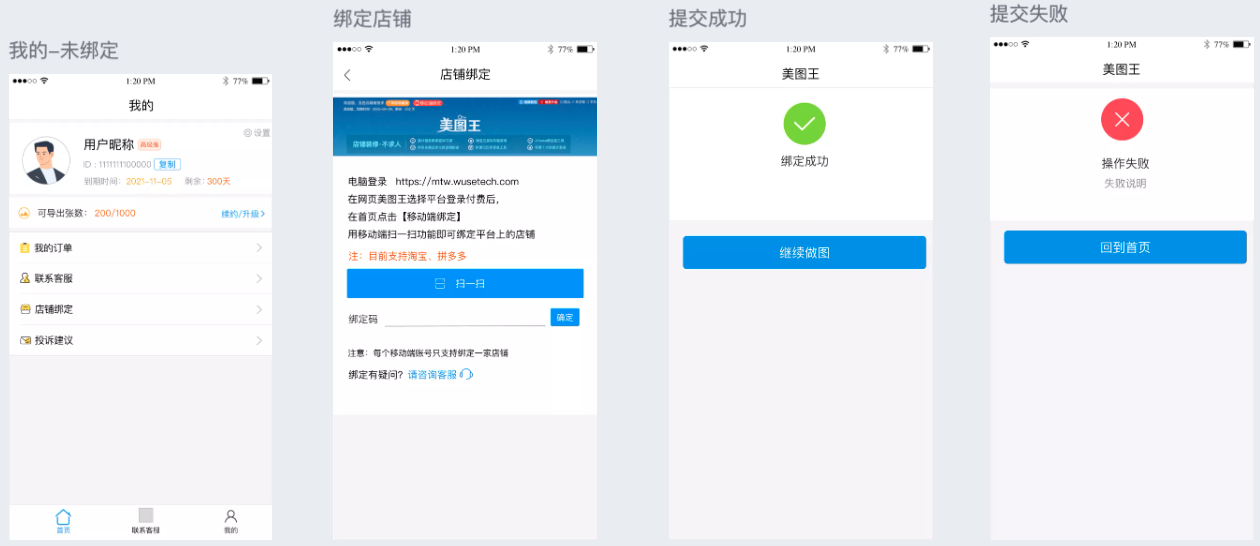 我的-未绑定
1:20 PM
77%
我的
设置
用户昵称
ID : 1111111100000 复制
到期时间: 2021-11-05 剩余: 300天
可导出张数: 200/1000 续约/升级
我的订单
联系客服
店铺绑定
投诉建议
首页
联系客服
我的
绑定店铺
1:20 PM
77%
店铺绑定
美图王
店铺装修·不求人
电脑登录 https://mtw.wusetech.com
在网页美图王选择平台登录付费后,
在首页点击【移动端绑定】
用移动端扫一扫功能即可绑定平台上的店铺
注: 目前支持淘宝、拼多多
扫一扫
绑定码
确定
注意: 每个移动端账号只支持绑定一家店铺
绑定有疑问? 请咨询客服
提交成功
1:20 PM
77%
美图王
绑定成功
继续做图
提交失败
1:20 PM
77%
美图王
操作失败
失败说明
回到首页